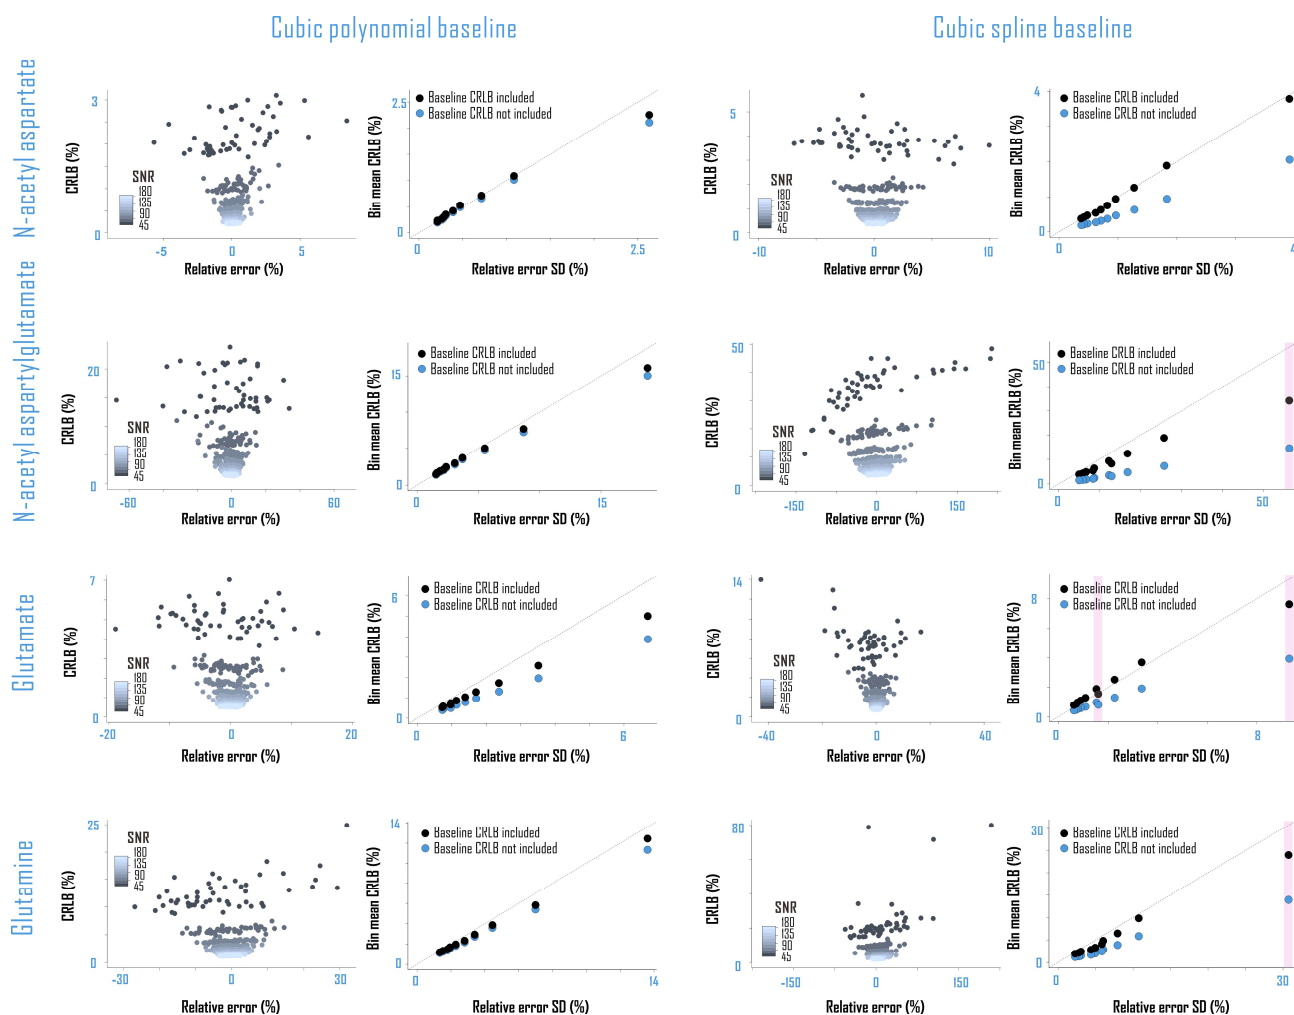 Cubic polynomial baseline
Cubic spline baseline
N-acetyl aspartate
CRLB (%)
3
0
SNR
180
135
90
45
-5
0
5
Relative error (%)
Bin mean CRLB (%)
2.5
0
Baseline CRLB included
Baseline CRLB not included
0
2.5
Relative error SD (%)
CRLB (%)
5
0
SNR
180
135
90
45
-10
0
10
Relative error (%)
Bin mean CRLB (%)
4
0
Baseline CRLB included
Baseline CRLB not included
0
4
Relative error SD (%)
N-acetyl aspartylglutamate
CRLB (%)
20
0
SNR
180
135
90
45
-60
0
60
Relative error (%)
Bin mean CRLB (%)
15
0
Baseline CRLB included
Baseline CRLB not included
0
15
Relative error SD (%)
CRLB (%)
50
0
SNR
180
135
90
45
-150
0
150
Relative error (%)
Bin mean CRLB (%)
50
0
Baseline CRLB included
Baseline CRLB not included
0
50
Relative error SD (%)
Glutamate
CRLB (%)
7
0
SNR
180
135
90
45
-20
0
20
Relative error (%)
Bin mean CRLB (%)
6
0
Baseline CRLB included
Baseline CRLB not included
0
6
Relative error SD (%)
CRLB (%)
14
0
SNR
180
135
90
45
-40
0
40
Relative error (%)
Bin mean CRLB (%)
8
0
Baseline CRLB included
Baseline CRLB not included
0
8
Relative error SD (%)
Glutamine
CRLB (%)
25
0
SNR
180
135
90
45
-30
0
30
Relative error (%)
Bin mean CRLB (%)
14
0
Baseline CRLB included
Baseline CRLB not included
0
14
Relative error SD (%)
CRLB (%)
80
0
SNR
180
135
90
45
-150
0
150
Relative error (%)
Bin mean CRLB (%)
30
0
Baseline CRLB included
Baseline CRLB not included
0
30
Relative error SD (%)